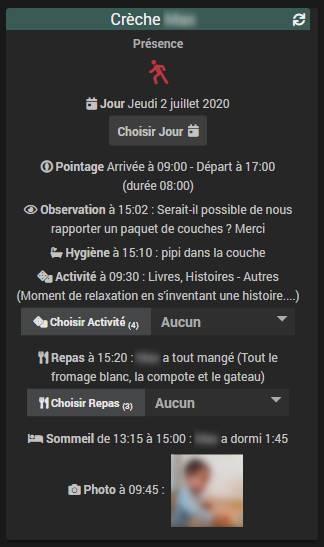 Crèche
Présence
Jour Jeudi 2 juillet 2020
Choisir Jour
Pointage Arrivée à 09:00 - Départ à 17:00
(durée 08:00)
Observation à 15:02 : Serait-il possible de nous
rapporter un paquet de couches ? Merci
Hygiène à 15:10 : pipi dans la couche
Activité à 09:30 : Livres, Histoires - Autres
(Moment de relaxation en s'inventant une histoire....)
Choisir Activité (4) Aucun
Repas à 15:20 : a tout mangé (Tout le
fromage blanc, la compote et le gateau)
Choisir Repas (3) Aucun
Sommeil de 13:15 à 15:00 : a dormi 1:45
Photo à 09:45 :